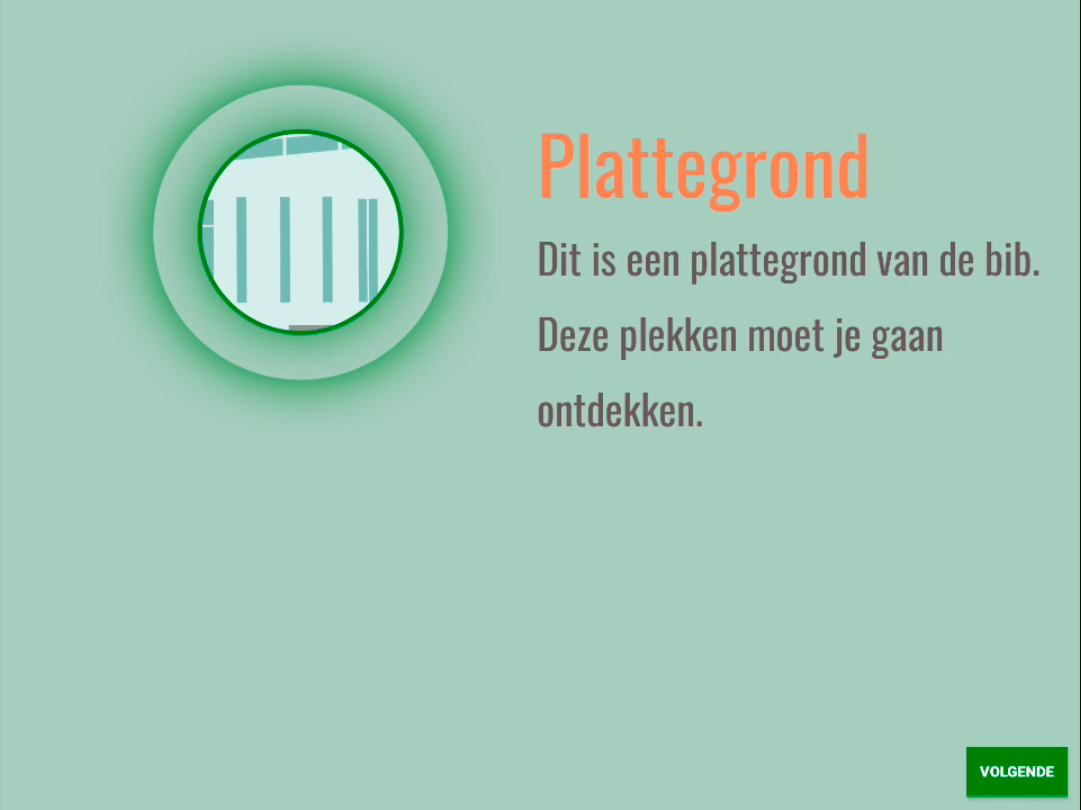 Plattegrond
Dit is een plattegrond van de bib.
Deze plekken moet je gaan
ontdekken.
VOLGENDE